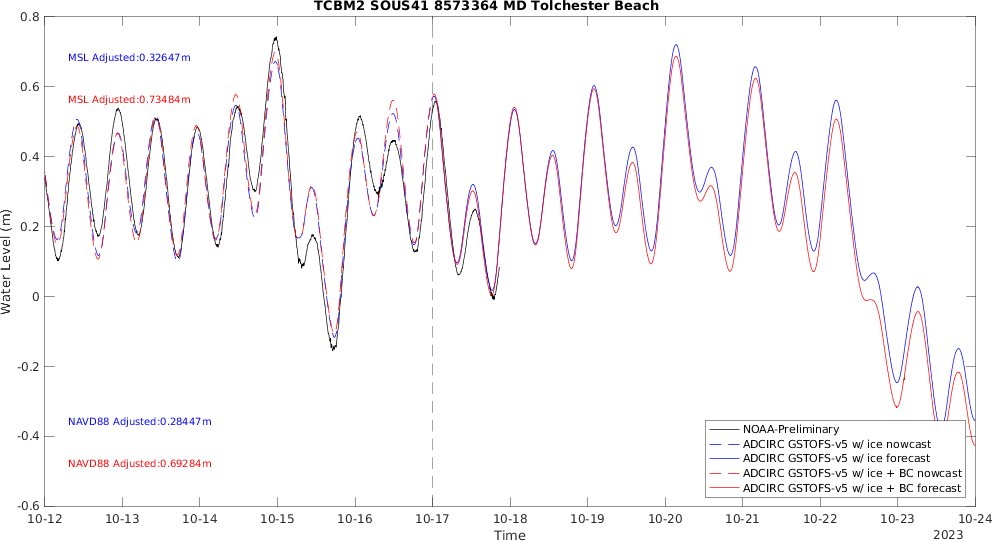 TCBM2 SOUS41 8573364 MD Tolchester Beach
MSL Adjusted:0.32647m
MSL Adjusted:0.73484m
NAVD88 Adjusted:0.28447m
NAVD88 Adjusted:0.69284m
Water Level (m)
0.8
0.6
0.4
0.2
0
-0.2
-0.4
-0.6
NOAA-Preliminary
ADCIRC GSTOFS-v5 w/ ice nowcast
ADCIRC GSTOFS-v5 w/ ice forecast
ADCIRC GSTOFS-v5 w/ ice + BC nowcast
ADCIRC GSTOFS-v5 w/ ice + BC forecast
10-12 10-13 10-14 10-15 10-16 10-17 10-18 10-19 10-20 10-21 10-22 10-23 10-24
Time
2023